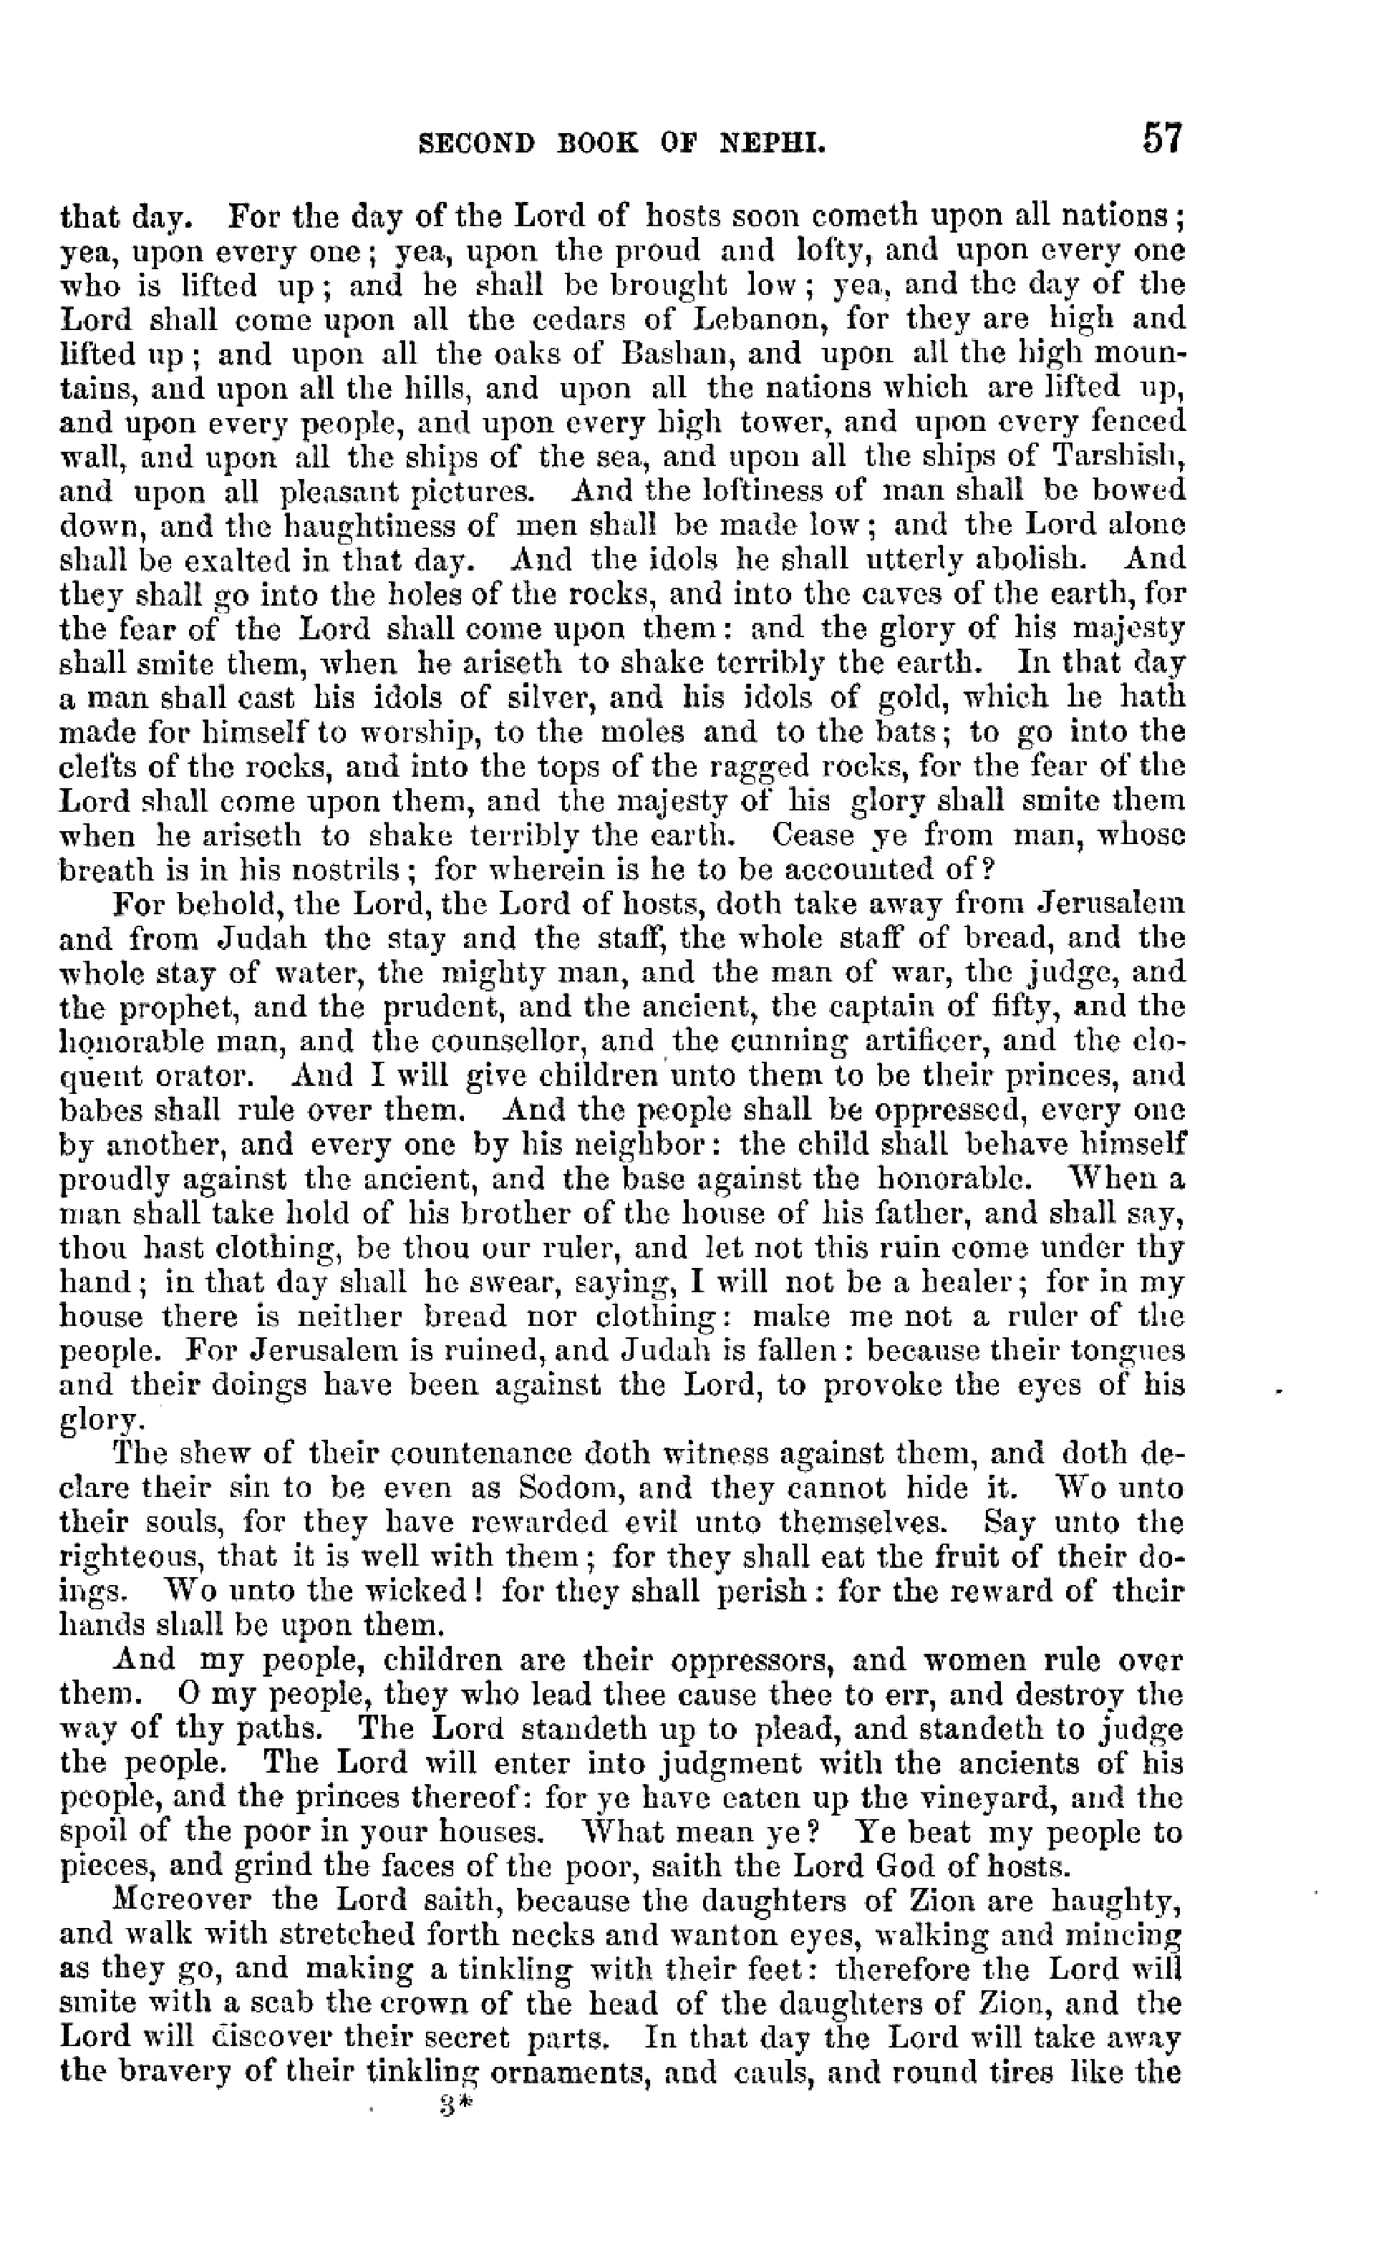 SECOND BOOK OF NEPHI. 57
that day. For the day of the Lord of hosts soon cometh upon all nations;
yea, upon every one; yea, upon the proud and lofty, and upon every one
who is lifted up; and he shall be brought low; yea, and the day of the
Lord shall come upon all the cedars of Lebanon, for they are high and
lifted up; and upon all the oaks of Bashan, and upon all the high moun-
tains, and upon all the hills, and upon all the nations which are lifted up,
and upon every people, and upon every high tower, and upon every fenced
wall, and upon all the ships of the sea, and upon all the ships of Tarshish,
and upon all pleasant pictures. And the loftiness of man shall be bowed
down, and the haughtiness of men shall be made low; and the Lord alone
shall be exalted in that day. And the idols he shall utterly abolish. And
they shall go into the holes of the rocks, and into the caves of the earth, for
the fear of the Lord shall come upon them: and the glory of his majesty
shall smite them, when he ariseth to shake terribly the earth. In that day
a man shall cast his idols of silver, and his idols of gold, which he hath
made for himself to worship, to the moles and to the bats; to go into the
clefts of the rocks, and into the tops of the ragged rocks, for the fear of the
Lord shall come upon them, and the majesty of his glory shall smite them
when he ariseth to shake terribly the earth. Cease ye from man, whose
breath is in his nostrils; for wherein is he to be accounted of?
For behold, the Lord, the Lord of hosts, doth take away from Jerusalem
and from Judah the stay and the staff, the whole staff of bread, and the
whole stay of water, the mighty man, and the man of war, the judge, and
the prophet, and the prudent, and the ancient, the captain of fifty, and the
honorable man, and the counsellor, and the cunning artificer, and the elo-
quent orator. And I will give children unto them to be their princes, and
babes shall rule over them. And the people shall be oppressed, every one
by another, and every one by his neighbor: the child shall behave himself
proudly against the ancient, and the base against the honorable. When a
man shall take hold of his brother of the house of his father, and shall say,
thou hast clothing, be thou our ruler, and let not this ruin come under thy
hand; in that day shall he swear, saying, I will not be a healer; for in my
house there is neither bread nor clothing: make me not a ruler of the
people. For Jerusalem is ruined, and Judah is fallen: because their tongues
and their doings have been against the Lord, to provoke the eyes of his
glory.
The shew of their countenance doth witness against them, and doth de-
clare their sin to be even as Sodom, and they cannot hide it. Wo unto
their souls, for they have rewarded evil unto themselves. Say unto the
righteous, that it is well with them; for they shall eat the fruit of their do-
ings. Wo unto the wicked! for they shall perish: for the reward of their
hands shall be upon them.
And my people, children are their oppressors, and women rule over
them. O my people, they who lead thee cause thee to err, and destroy the
way of thy paths. The Lord standeth up to plead, and standeth to judge
the people. The Lord will enter into judgment with the ancients of his
people, and the princes thereof: for ye have eaten up the vineyard, and the
spoil of the poor in your houses. What mean ye? Ye beat my people to
pieces, and grind the faces of the poor, saith the Lord God of hosts.
Moreover the Lord saith, because the daughters of Zion are haughty,
and walk with stretched forth necks and wanton eyes, walking and mincing
as they go, and making a tinkling with their feet: therefore the Lord will
smite with a scab the crown of the head of the daughters of Zion, and the
Lord will discover their secret parts. In that day the Lord will take away
the bravery of their tinkling ornaments, and cauls, and round tires like the
3*